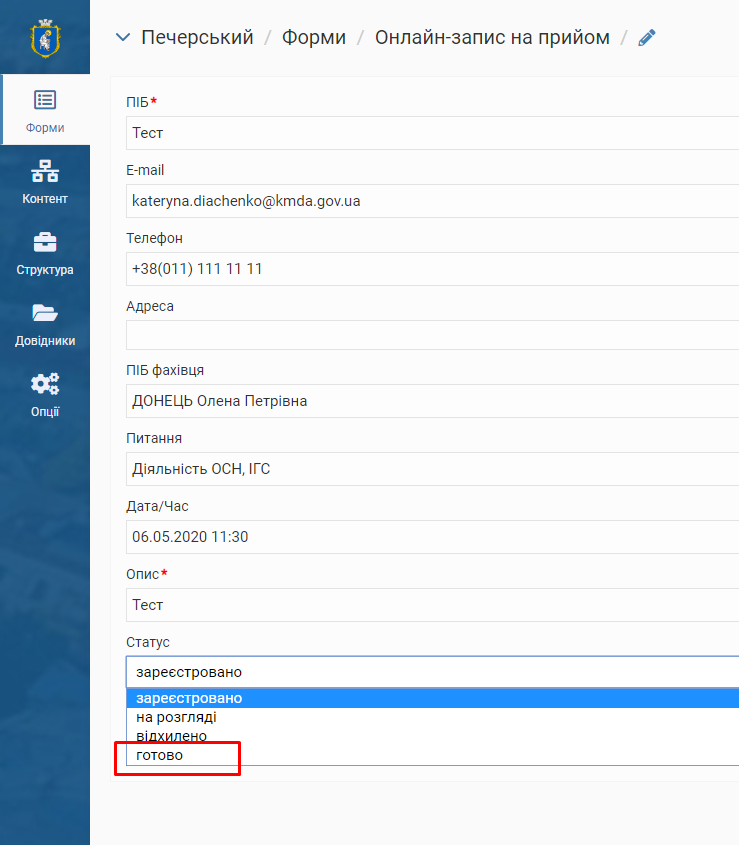 Печерський / Форми / Онлайн-запис на прийом /
Форми
Контент
Структура
Довідники
Опції
ПІБ*
Тест
E-mail
kateryna.diachenko@kmda.gov.ua
Телефон
+38(011) 111 11 11
Адреса
ПІБ фахівця
ДОНЕЦЬ Олена Петрівна
Питання
Діяльність ОСН, ІГС
Дата/Час
06.05.2020 11:30
Опис*
Тест
Статус
зареєстровано
зареєстровано
на розгляді
відхилено
готово